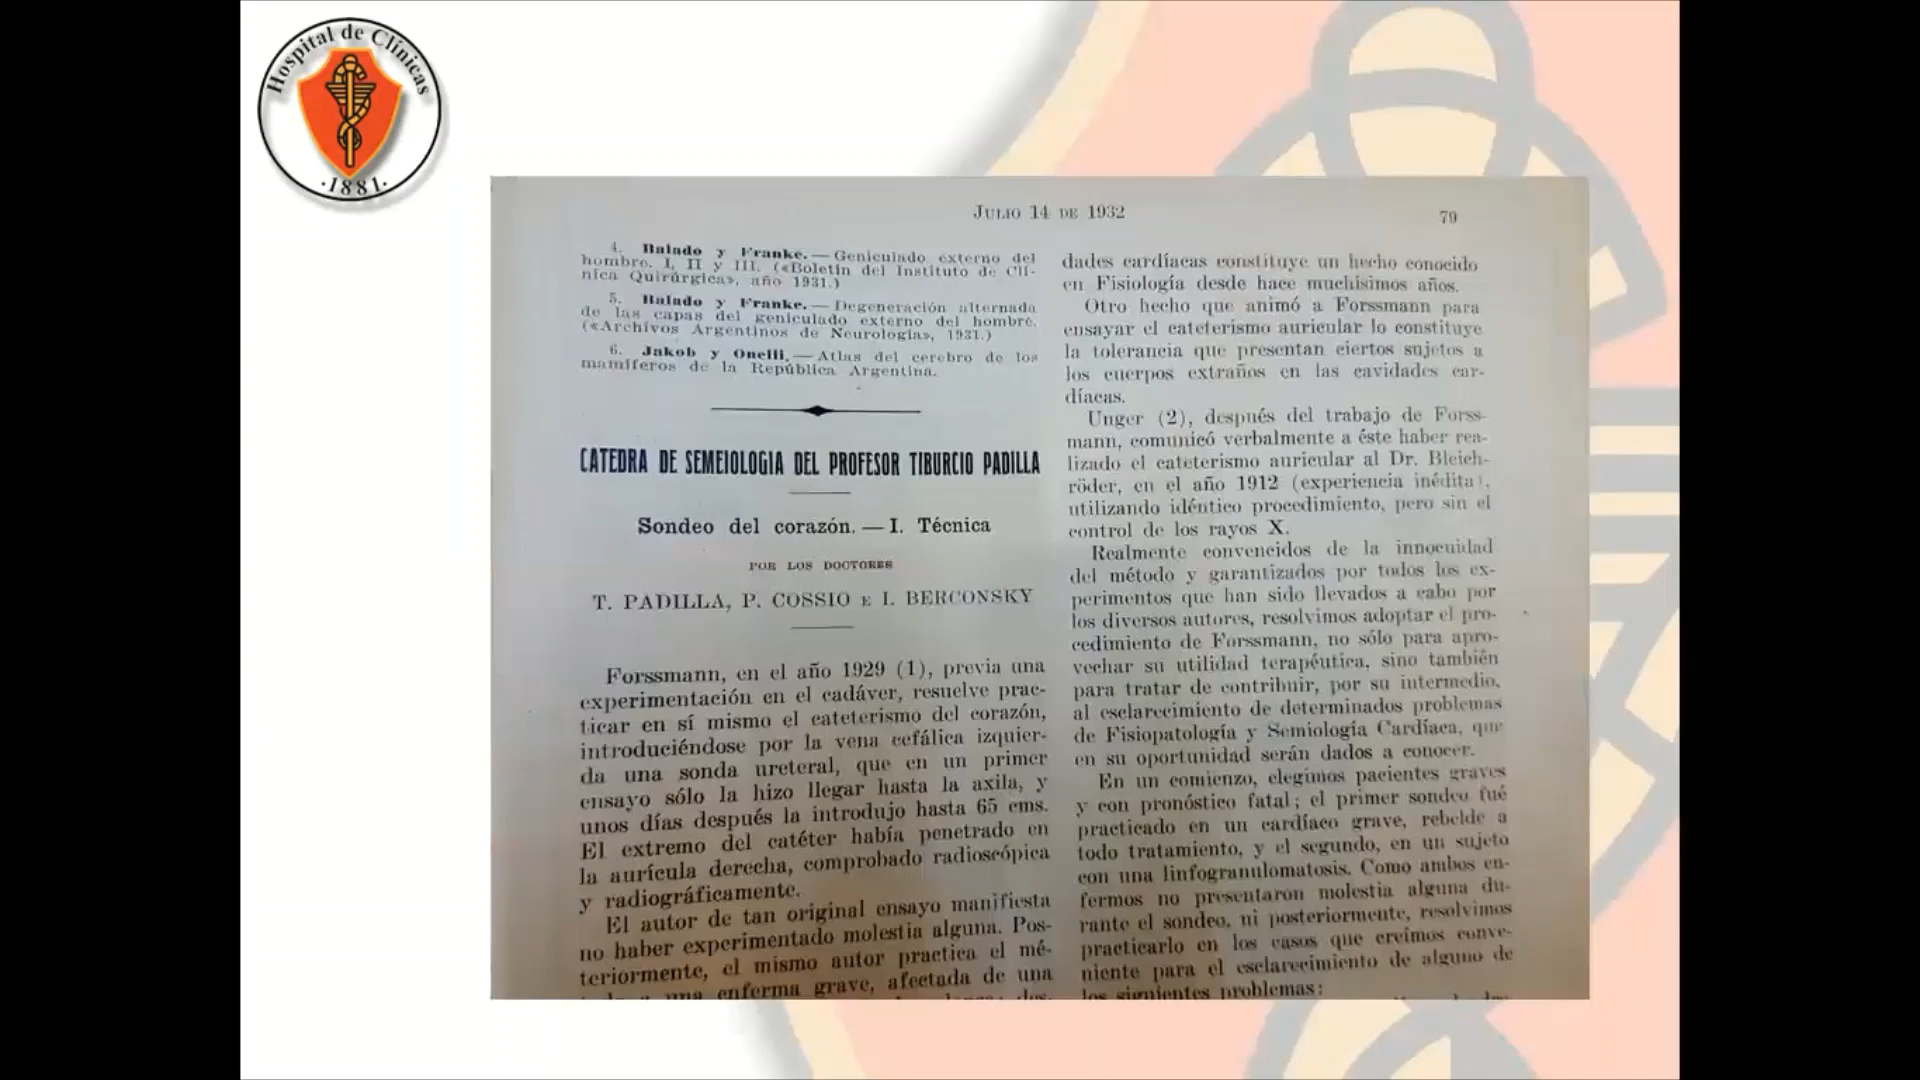 Hospital de Clínicas
·1881·
JULIO 14 DE 1932
79
4. Balado y Franke.—Geniculado externo del
hombre. I, II y III. («Boletín del Instituto de Clí-
nica Quirúrgica», año 1931.)
5. Balado y Franke.—Degeneración alternada
de las capas del geniculado externo del hombre.
(«Archivos Argentinos de Neurología», 1931.)
6. Jakob y Onelli.—Atlas del cerebro de los
mamíferos de la República Argentina.
CATEDRA DE SEMEIOLOGIA DEL PROFESOR TIBURCIO PADILLA
Sondeo del corazón. — I. Técnica
POR LOS DOCTORES
T. PADILLA, P. COSSIO E I. BERCONSKY
Forssmann, en el año 1929 (1), previa una
experimentación en el cadáver, resuelve prac-
ticar en sí mismo el cateterismo del corazón,
introduciéndose por la vena cefálica izquier-
da una sonda ureteral, que en un primer
ensayo sólo la hizo llegar hasta la axila, y
unos días después la introdujo hasta 65 cms.
El extremo del catéter había penetrado en
la aurícula derecha, comprobado radioscópica
y radiográficamente.
El autor de tan original ensayo manifiesta
no haber experimentado molestia alguna. Pos-
teriormente, el mismo autor practica el mé-
una enferma grave, afectada de una
dades cardíacas constituye un hecho conocido
en Fisiología desde hace muchísimos años.
Otro hecho que animó a Forssmann para
ensayar el cateterismo auricular lo constituye
la tolerancia que presentan ciertos sujetos a
los cuerpos extraños en las cavidades car-
díacas.
Unger (2), después del trabajo de Forss-
mann, comunicó verbalmente a éste haber rea-
lizado el cateterismo auricular al Dr. Bleich-
röder, en el año 1912 (experiencia inédita),
utilizando idéntico procedimiento, pero sin el
control de los rayos X.
Realmente convencidos de la innocuidad
del método y garantizados por todos los ex-
perimentos que han sido llevados a cabo por
los diversos autores, resolvimos adoptar el pro-
cedimiento de Forssmann, no sólo para apro-
vechar su utilidad terapéutica, sino también
para tratar de contribuir, por su intermedio,
al esclarecimiento de determinados problemas
de Fisiopatología y Semiología Cardíaca, que
en su oportunidad serán dados a conocer.
En un comienzo, elegimos pacientes graves
y con pronóstico fatal; el primer sondeo fué
practicado en un cardíaco grave, rebelde a
todo tratamiento, y el segundo, en un sujeto
con una linfogranulomatosis. Como ambos en-
fermos no presentaron molestia alguna du-
rante el sondeo, ni posteriormente, resolvimos
practicarlo en los casos que creímos conve-
niente para el esclarecimiento de alguno de
los siguientes problemas: